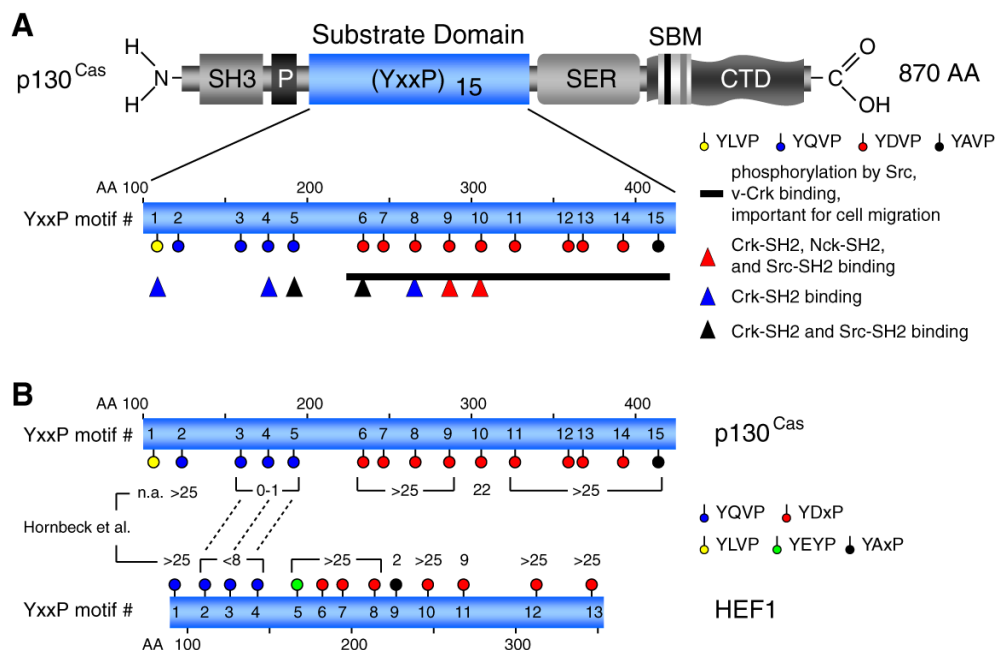 A
Substrate Domain
SBM
H
N
H
SH3
P
(YxxP) 15
SER
CTD
C
O
OH
p130Cas
870 AA
YLVP YQVP YDVP YAVP
AA 100 200 300 400
YxxP motif # 1 2 3 4 5 6 7 8 9 10 11 12 13 14 15
phosphorylation by Src,
v-Crk binding,
important for cell migration
Crk-SH2, Nck-SH2,
and Src-SH2 binding
Crk-SH2 binding
Crk-SH2 and Src-SH2 binding
B
AA 100 200 300 400
YxxP motif # 1 2 3 4 5 6 7 8 9 10 11 12 13 14 15
p130Cas
n.a. >25 0-1 >25 22 >25
Hornbeck et al.
YQVP YDxP
YLVP YEYP YAxP
>25 <8 >25 2 >25 9 >25 >25
YxxP motif # 1 2 3 4 5 6 7 8 9 10 11 12 13
HEF1
AA 100 200 300